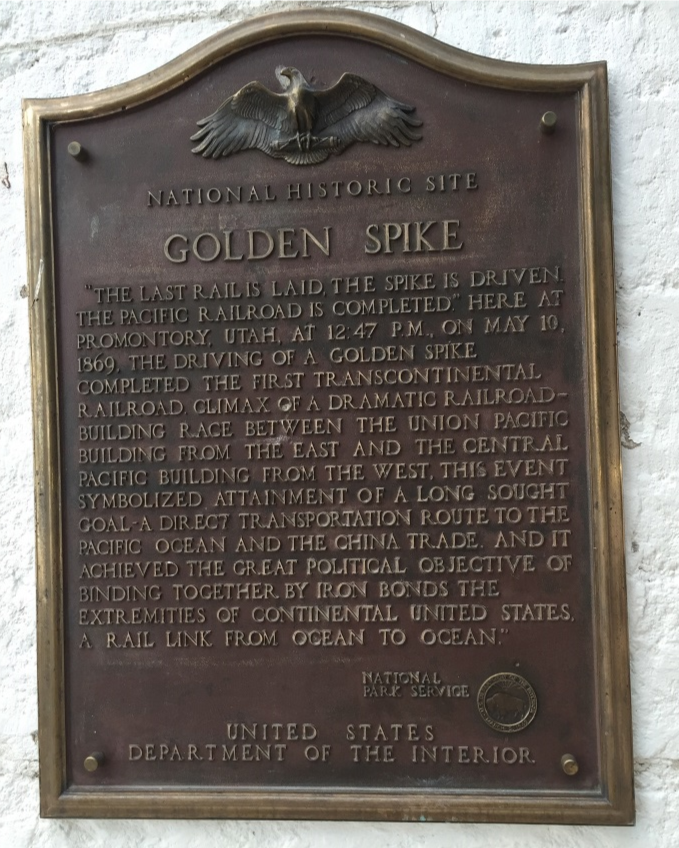 NATIONAL HISTORIC SITE
GOLDEN SPIKE
"THE LAST RAIL IS LAID, THE SPIKE IS DRIVEN.
THE PACIFIC RAILROAD IS COMPLETED." HERE AT
PROMONTORY, UTAH, AT 12:47 P.M., ON MAY 10,
1869, THE DRIVING OF A GOLDEN SPIKE
COMPLETED THE FIRST TRANSCONTINENTAL
RAILROAD. CLIMAX OF A DRAMATIC RAILROAD-
BUILDING RACE BETWEEN THE UNION PACIFIC
BUILDING FROM THE EAST AND THE CENTRAL
PACIFIC BUILDING FROM THE WEST, THIS EVENT
SYMBOLIZED ATTAINMENT OF A LONG SOUGHT
GOAL-A DIRECT TRANSPORTATION ROUTE TO THE
PACIFIC OCEAN AND THE CHINA TRADE. AND IT
ACHIEVED THE GREAT POLITICAL OBJECTIVE OF
BINDING TOGETHER BY IRON BONDS THE
EXTREMITIES OF CONTINENTAL UNITED STATES,
A RAIL LINK FROM OCEAN TO OCEAN."
NATIONAL
PARK SERVICE
UNITED STATES
DEPARTMENT OF THE INTERIOR